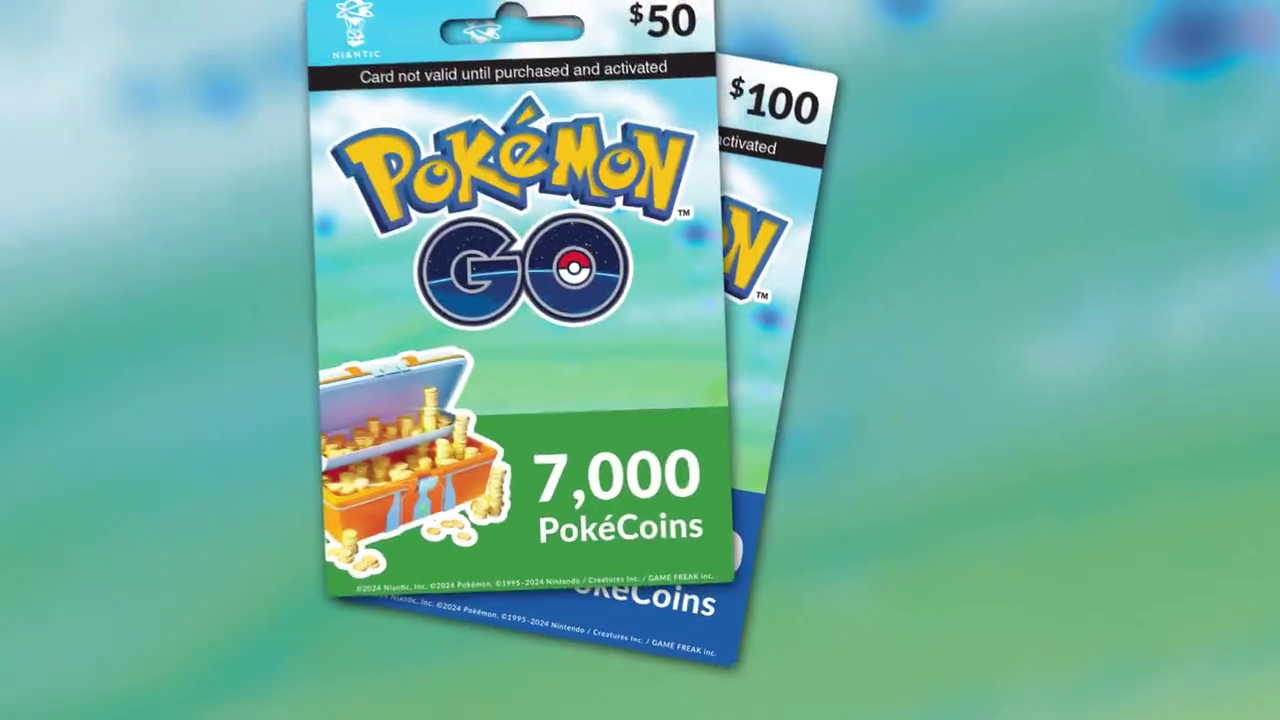 NIANTIC
$50
Card not valid until purchased and activated
POKéMON
™
GO
7,000
PokéCoins
©2024 Niantic, Inc. ©2024 Pokémon. ©1995–2024 Nintendo / Creatures Inc. / GAME FREAK inc.
$100
activated
™
Coins
Inc. ©2024 Pokémon. ©1995–2024 Nintendo / Creatures Inc. / GAME FREAK inc.